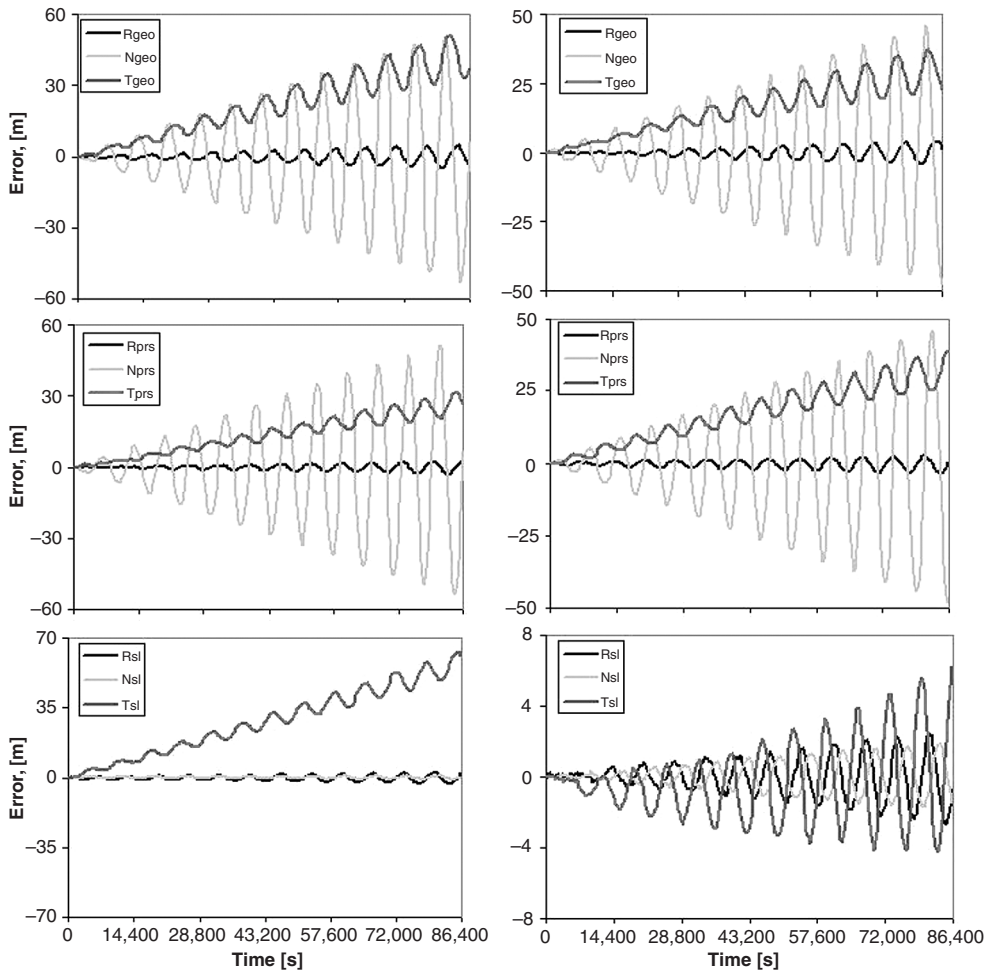 60
30
0
–30
–60
Error, [m]
Rgeo
Ngeo
Tgeo
50
25
0
–25
–50
Rgeo
Ngeo
Tgeo
60
30
0
–30
–60
Rprs
Nprs
Tprs
50
25
0
–25
–50
Rprs
Nprs
Tprs
70
35
0
–35
–70
Error, [m]
Rsl
Nsl
Tsl
0 14,400 28,800 43,200 57,600 72,000 86,400
Time [s]
8
4
0
–4
–8
Error, [m]
Rsl
Nsl
Tsl
0 14,400 28,800 43,200 57,600 72,000 86,400
Time [s]